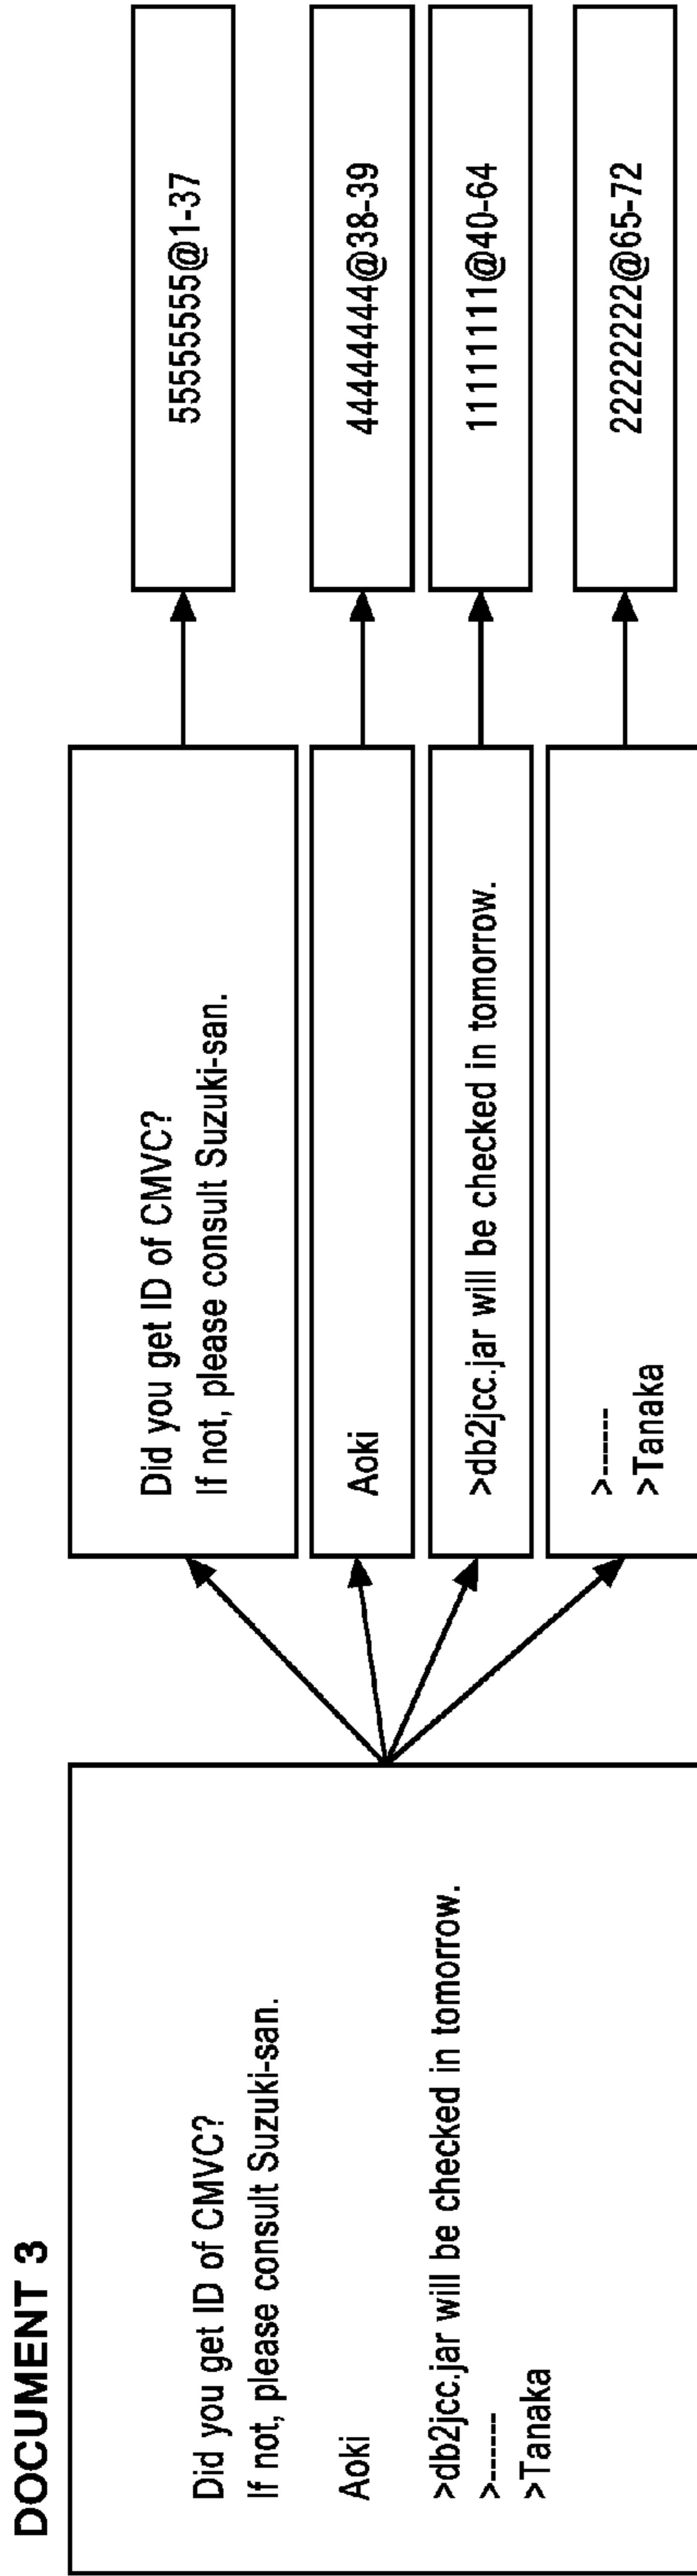 DOCUMENT 3
Did you get ID of CMVC?
If not, please consult Suzuki-san.
Aoki
>db2jcc.jar will be checked in tomorrow.
>------
>Tanaka
Did you get ID of CMVC?
If not, please consult Suzuki-san.
Aoki
>db2jcc.jar will be checked in tomorrow.
>------
>Tanaka
55555555@1-37
44444444@38-39
11111111@40-64
22222222@65-72